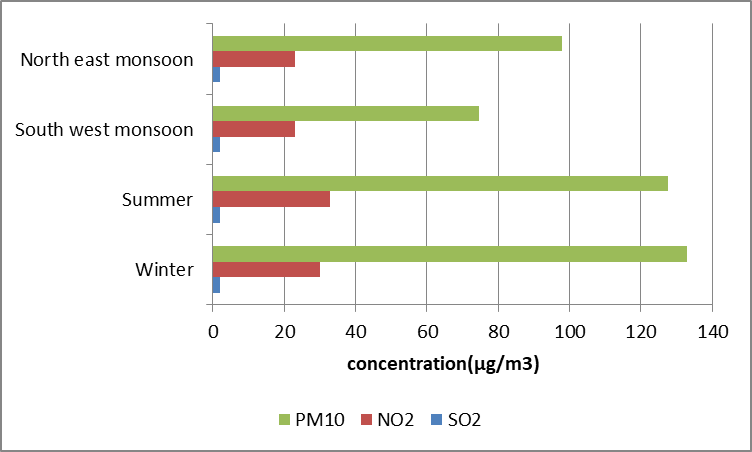 North east monsoon
South west monsoon
Summer
Winter
0 20 40 60 80 100 120 140
concentration(µg/m3)
PM10 NO2 SO2